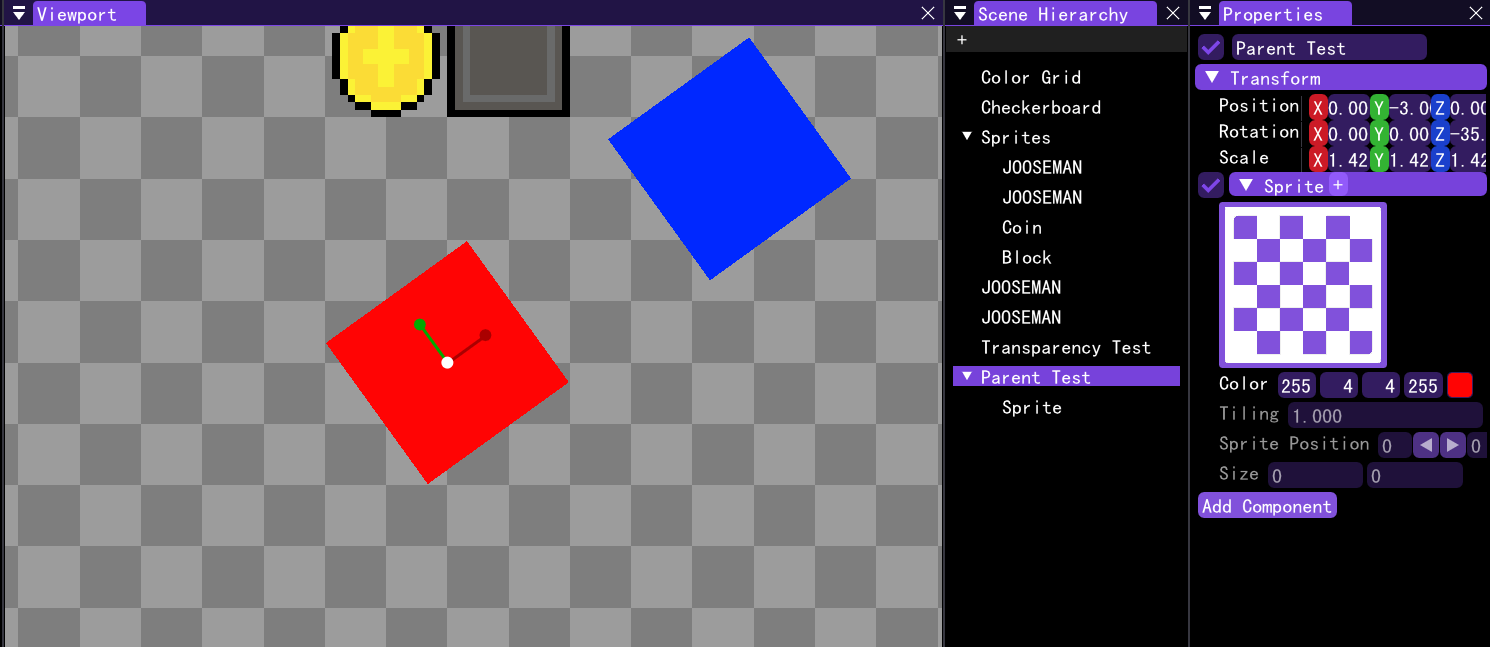 Viewport
Scene Hierarchy
+
Color Grid
Checkerboard
Sprites
JOOSEMAN
JOOSEMAN
Coin
Block
JOOSEMAN
JOOSEMAN
Transparency Test
Parent Test
Sprite
Properties
Parent Test
Transform
Position X 0.00 Y -3.0 Z 0.00
Rotation X 0.00 Y 0.00 Z -35.
Scale X 1.42 Y 1.42 Z 1.42
Sprite +
Color 255 4 4 255
Tiling 1.000
Sprite Position 0 0
Size 0 0
Add Component